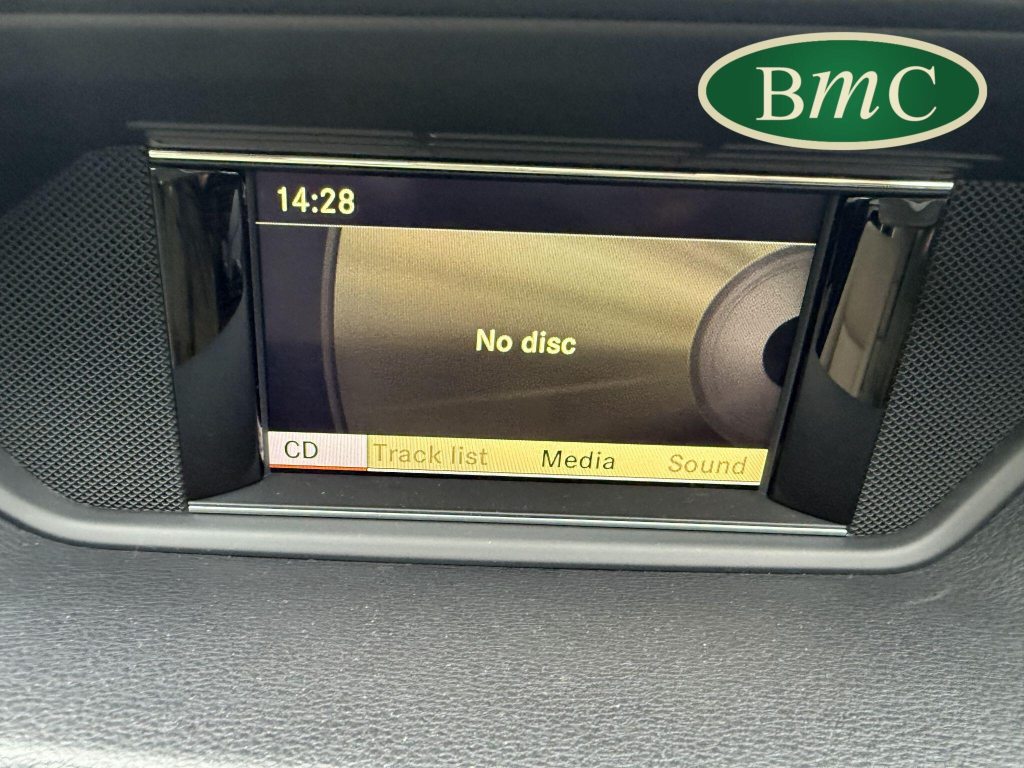 BmC
14:28
No disc
CD Track list Media Sound